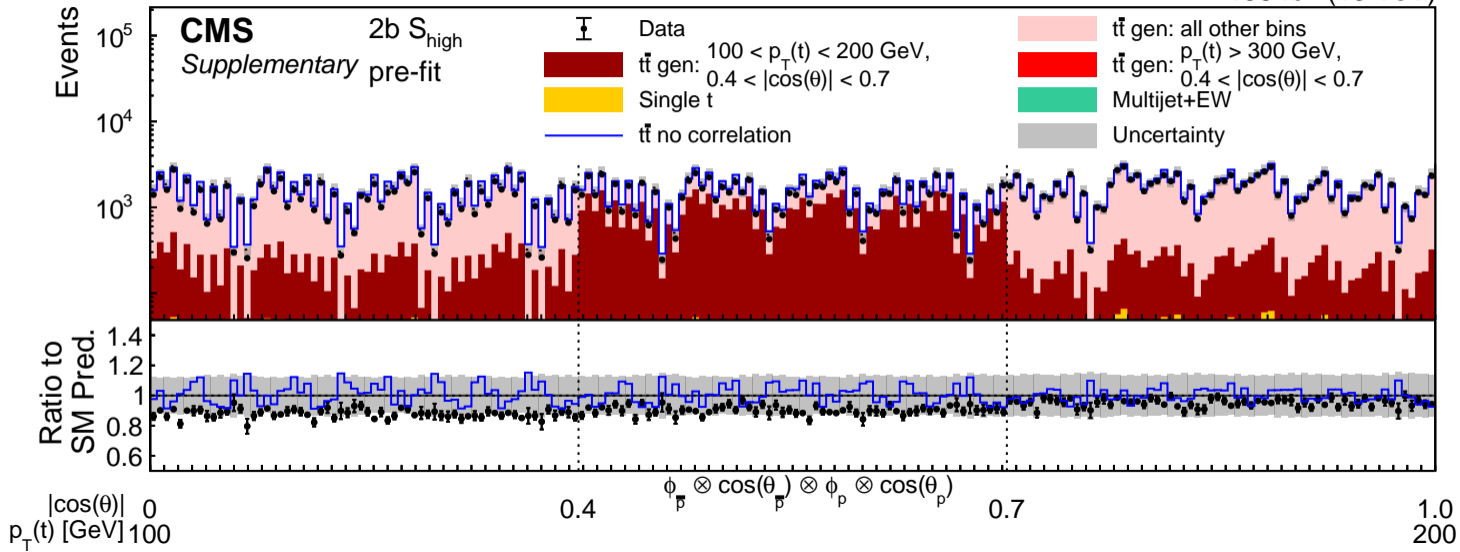 CMS
Supplementary
2b S_high
pre-fit
Data
tt̄ gen: 100 < p_T(t) < 200 GeV,
0.4 < |cos(θ)| < 0.7
Single t
tt̄ no correlation
tt̄ gen: all other bins
tt̄ gen: p_T(t) > 300 GeV,
0.4 < |cos(θ)| < 0.7
Multijet+EW
Uncertainty
Events
10^5
10^4
10^3
Ratio to
SM Pred.
1.4
1.2
1
0.8
0.6
ϕ_p̄ ⊗ cos(θ_p̄) ⊗ ϕ_p ⊗ cos(θ_p)
|cos(θ)| 0 0.4 0.7 1.0
p_T(t) [GeV] 100 200